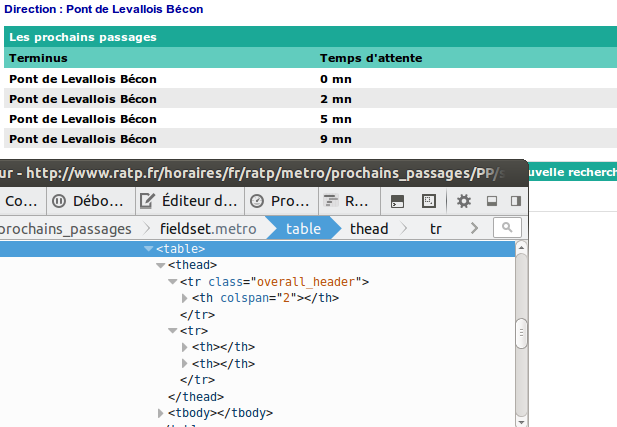 Direction : Pont de Levallois Bécon
Les prochains passages
Terminus Temps d'attente
Pont de Levallois Bécon 0 mn
Pont de Levallois Bécon 2 mn
Pont de Levallois Bécon 5 mn
Pont de Levallois Bécon 9 mn
ur - http://www.ratp.fr/horaires/fr/ratp/metro/prochains_passages/PP/ uvelle recherch
Co… Débo… Éditeur d… Pro… R…
prochains_passages fieldset.metro table thead tr
<table>
<thead>
<tr class="overall_header">
<th colspan="2"></th>
</tr>
<tr>
<th></th>
<th></th>
</tr>
</thead>
<tbody></tbody>